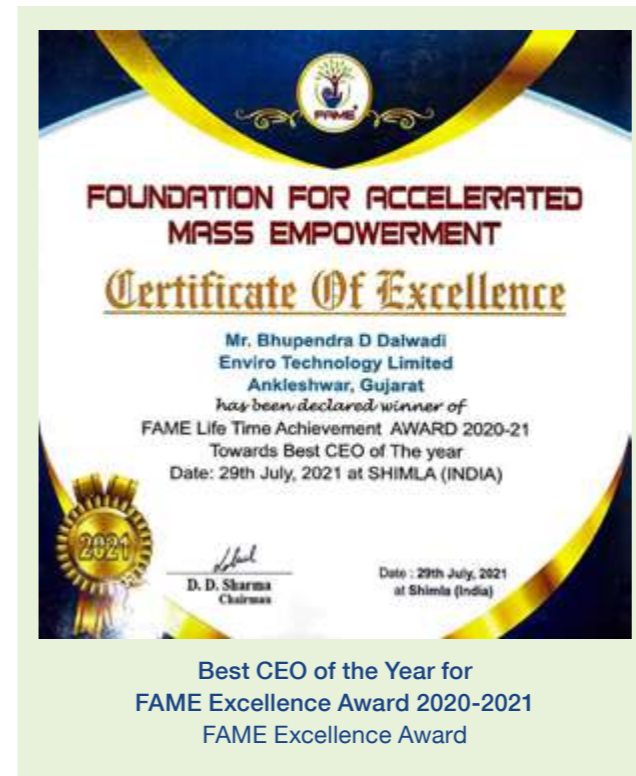 FAME
FOUNDATION FOR ACCELERATED
MASS EMPOWERMENT
Certificate Of Excellence
Mr. Bhupendra D Dalwadi
Enviro Technology Limited
Ankleshwar, Gujarat
has been declared winner of
FAME Life Time Achievement AWARD 2020-21
Towards Best CEO of The year
Date: 29th July, 2021 at SHIMLA (INDIA)
2021
D. D. Sharma
Chairman
Date : 29th July, 2021
at Shimla (India)
Best CEO of the Year for
FAME Excellence Award 2020-2021
FAME Excellence Award